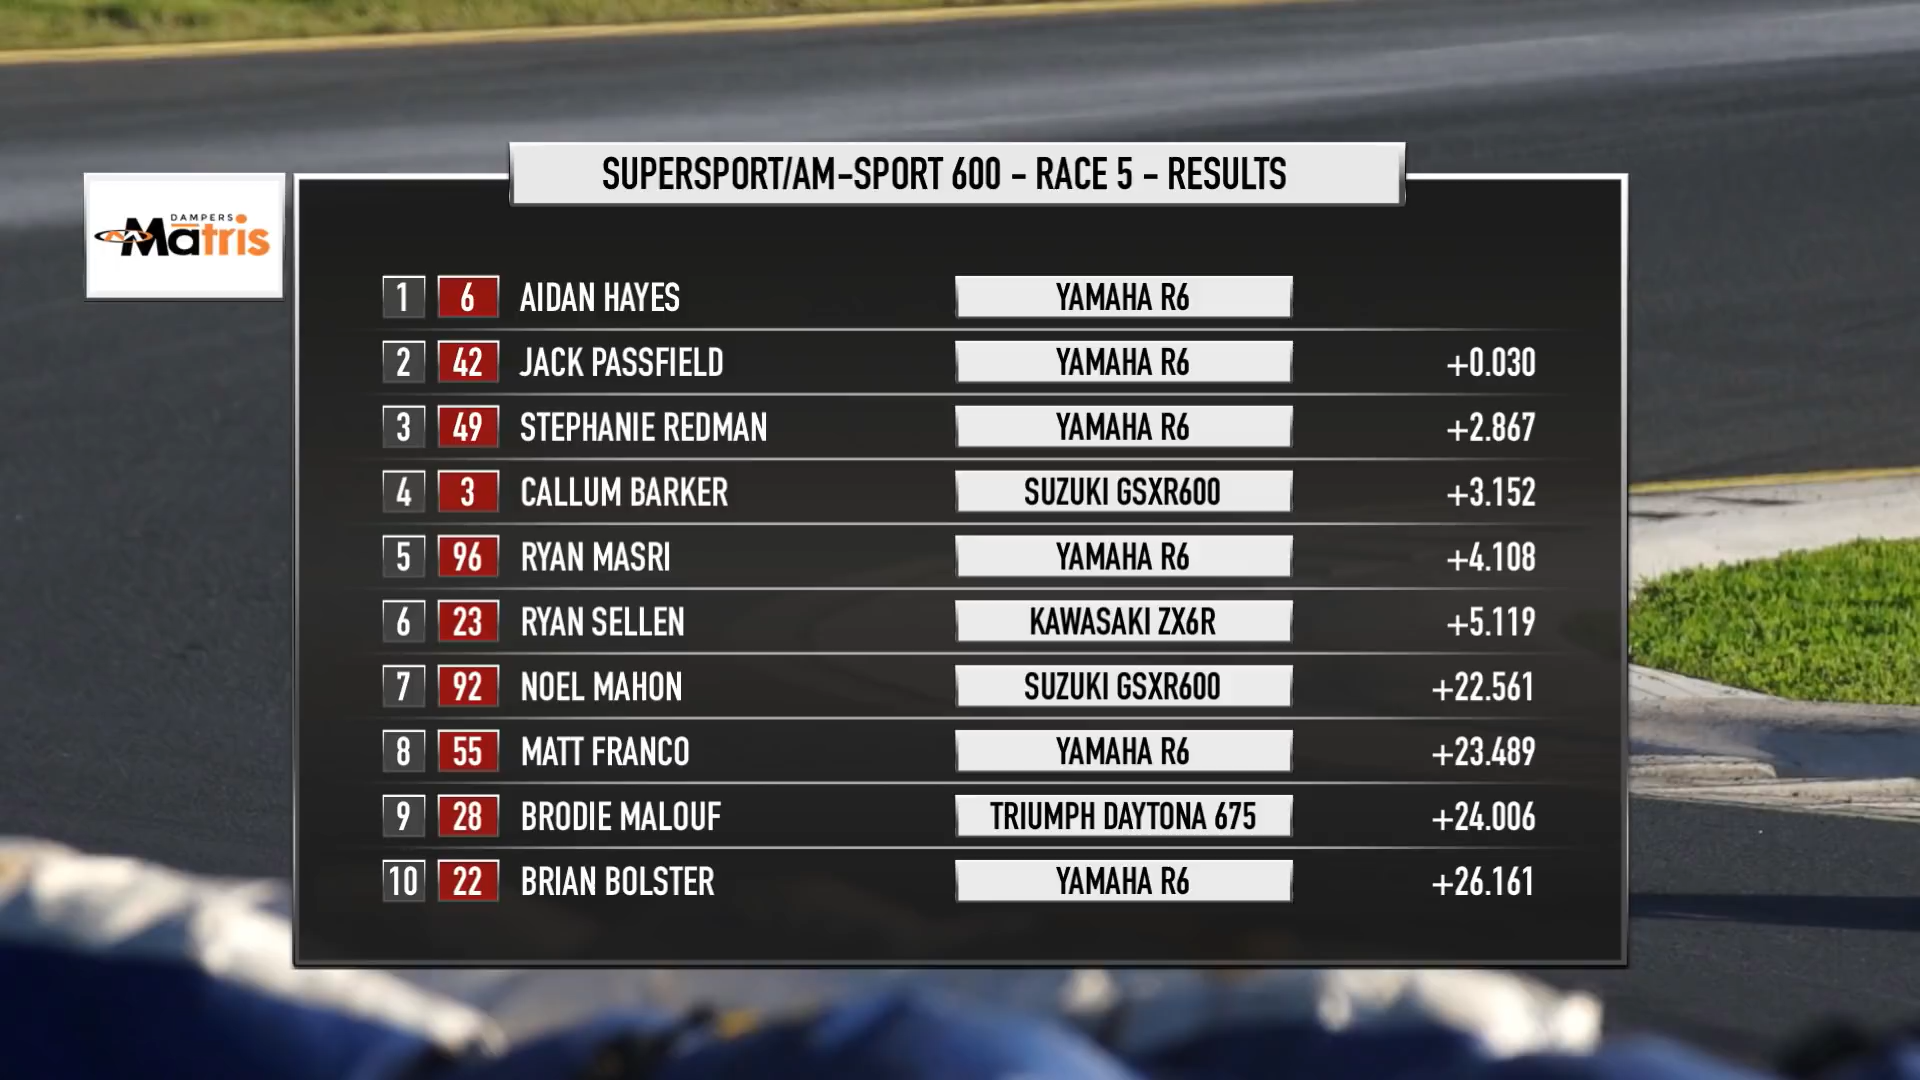 SUPERSPORT/AM-SPORT 600 - RACE 5 - RESULTS
DAMPERS
Matris
1 6 AIDAN HAYES YAMAHA R6
2 42 JACK PASSFIELD YAMAHA R6 +0.030
3 49 STEPHANIE REDMAN YAMAHA R6 +2.867
4 3 CALLUM BARKER SUZUKI GSXR600 +3.152
5 96 RYAN MASRI YAMAHA R6 +4.108
6 23 RYAN SELLEN KAWASAKI ZX6R +5.119
7 92 NOEL MAHON SUZUKI GSXR600 +22.561
8 55 MATT FRANCO YAMAHA R6 +23.489
9 28 BRODIE MALOUF TRIUMPH DAYTONA 675 +24.006
10 22 BRIAN BOLSTER YAMAHA R6 +26.161